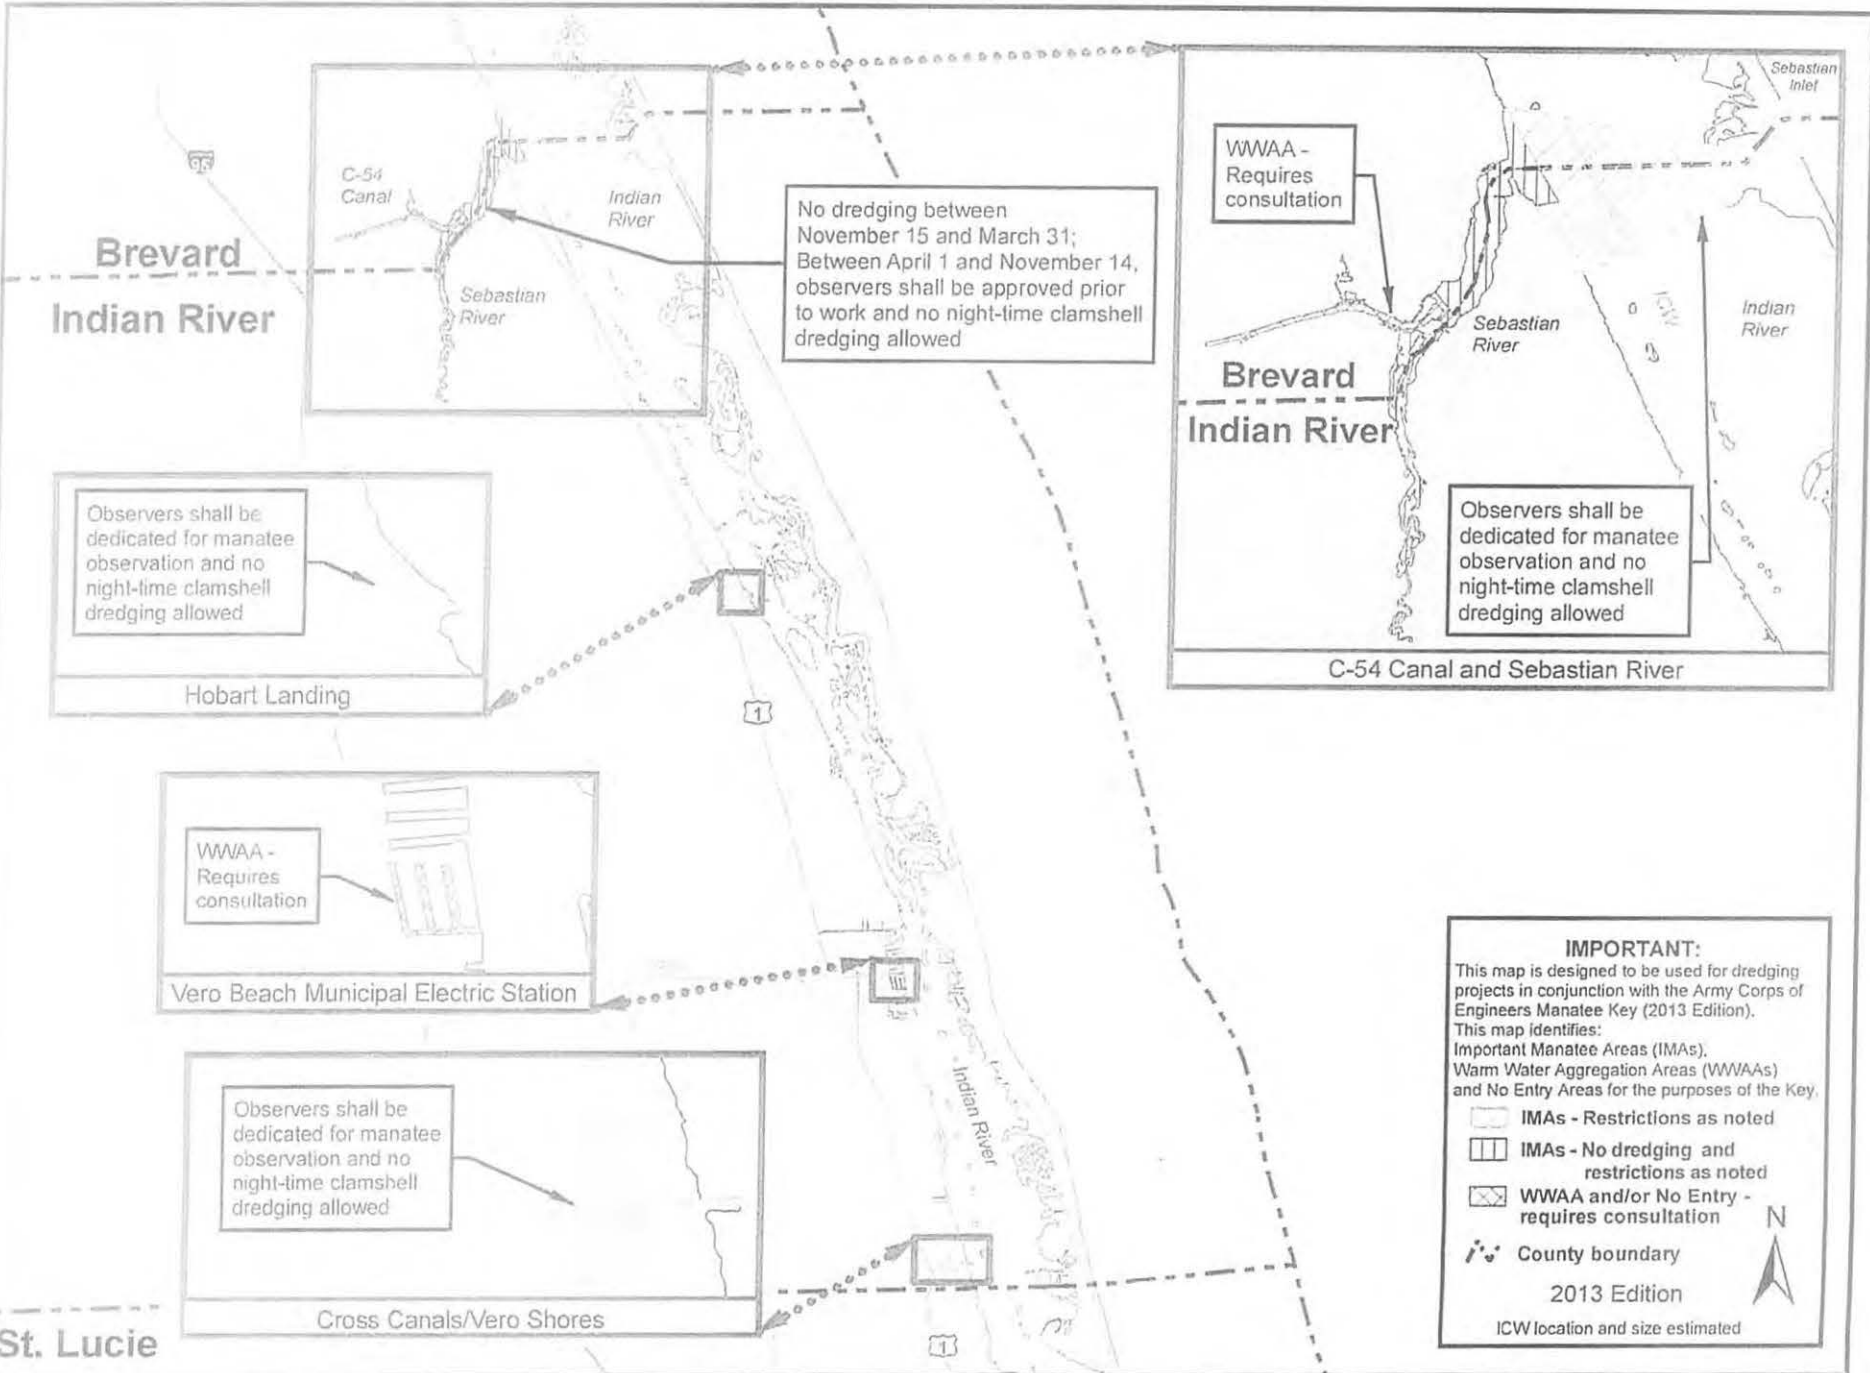 95
C-54
Canal
Indian
River
Brevard
Indian River
Sebastian
River
No dredging between
November 15 and March 31;
Between April 1 and November 14,
observers shall be approved prior
to work and no night-time clamshell
dredging allowed
Sebastian
Inlet
WWAA -
Requires
consultation
ICW
Indian
River
Sebastian
River
Brevard
Indian River
Observers shall be
dedicated for manatee
observation and no
night-time clamshell
dredging allowed
C-54 Canal and Sebastian River
Observers shall be
dedicated for manatee
observation and no
night-time clamshell
dredging allowed
Hobart Landing
1
WWAA -
Requires
consultation
Vero Beach Municipal Electric Station
Indian River
Observers shall be
dedicated for manatee
observation and no
night-time clamshell
dredging allowed
Cross Canals/Vero Shores
St. Lucie
1
IMPORTANT:
This map is designed to be used for dredging
projects in conjunction with the Army Corps of
Engineers Manatee Key (2013 Edition).
This map identifies:
Important Manatee Areas (IMAs),
Warm Water Aggregation Areas (WWAAs)
and No Entry Areas for the purposes of the Key.
IMAs - Restrictions as noted
IMAs - No dredging and
restrictions as noted
WWAA and/or No Entry -
requires consultation
N
County boundary
2013 Edition
ICW location and size estimated